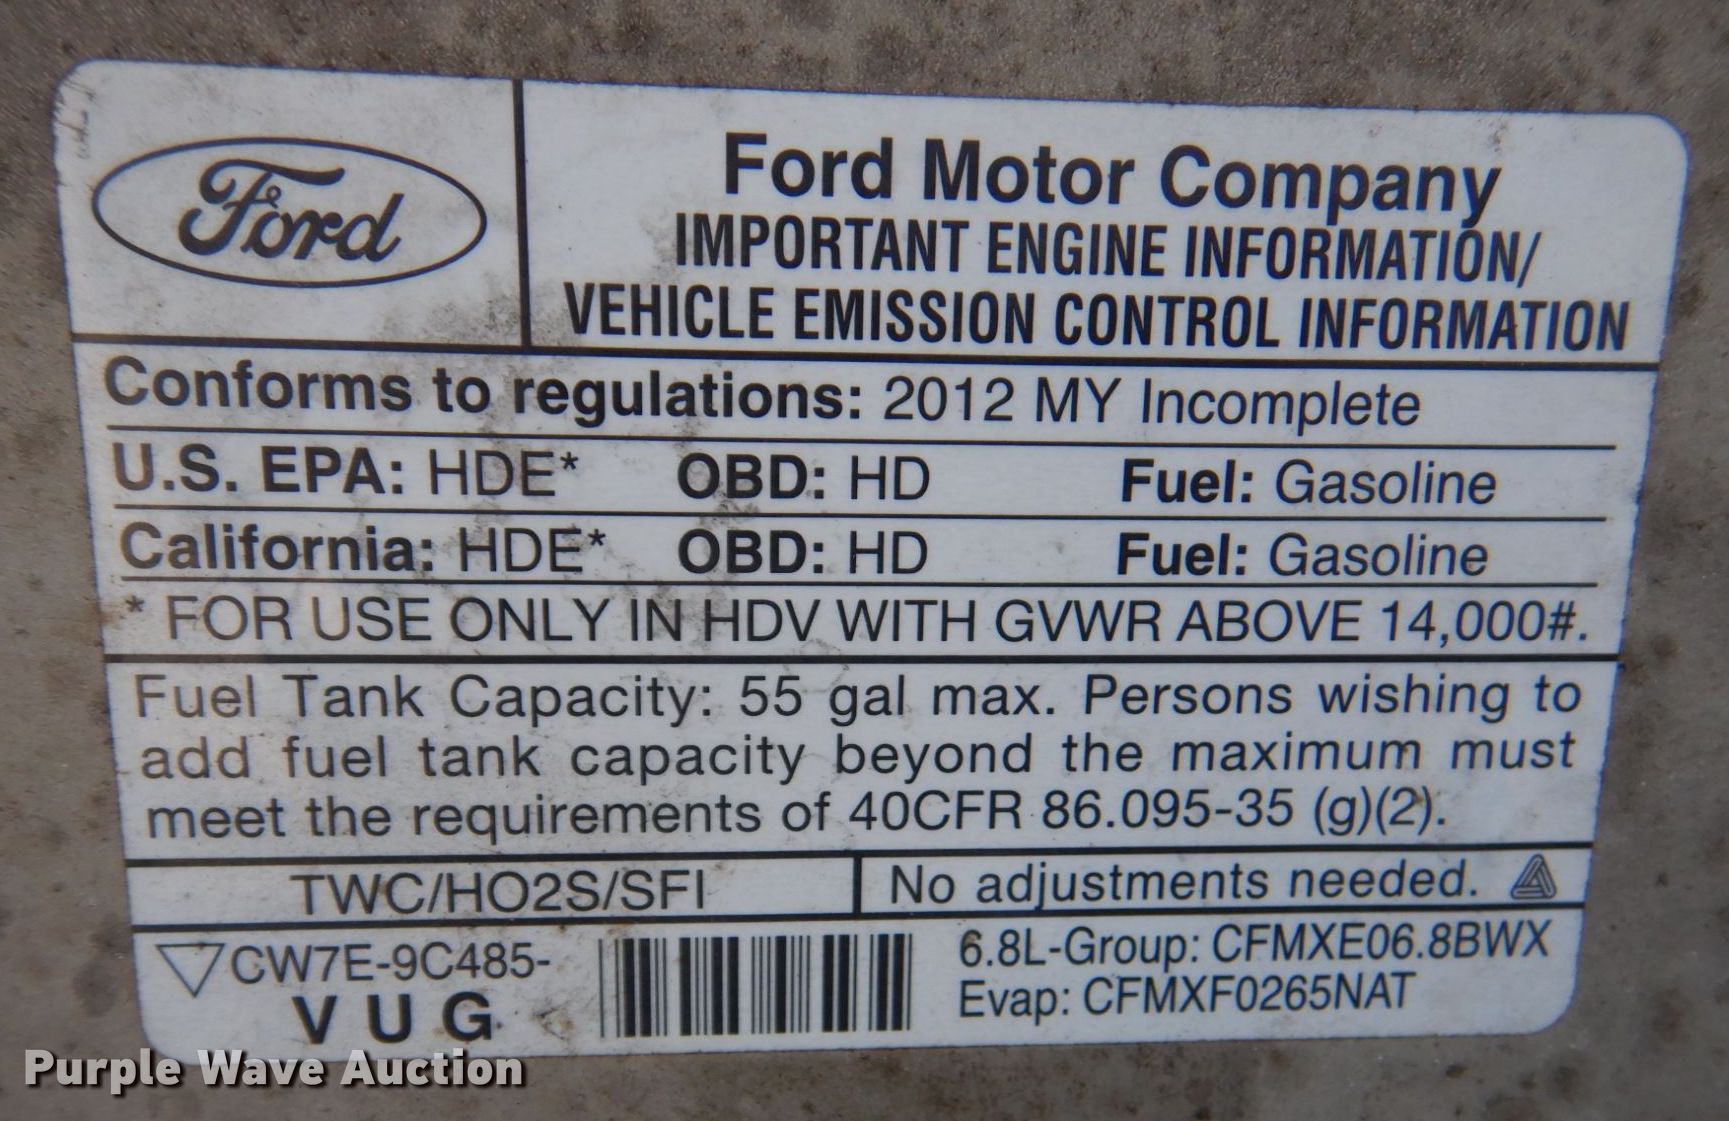 Ford
Ford Motor Company
IMPORTANT ENGINE INFORMATION/
VEHICLE EMISSION CONTROL INFORMATION
Conforms to regulations: 2012 MY Incomplete
U.S. EPA: HDE* OBD: HD Fuel: Gasoline
California: HDE* OBD: HD Fuel: Gasoline
* FOR USE ONLY IN HDV WITH GVWR ABOVE 14,000#.
Fuel Tank Capacity: 55 gal max. Persons wishing to
add fuel tank capacity beyond the maximum must
meet the requirements of 40CFR 86.095-35 (g)(2).
TWC/HO2S/SFI
No adjustments needed.
CW7E-9C485-
VUG
6.8L-Group: CFMXE06.8BWX
Evap: CFMXF0265NAT
Purple Wave Auction